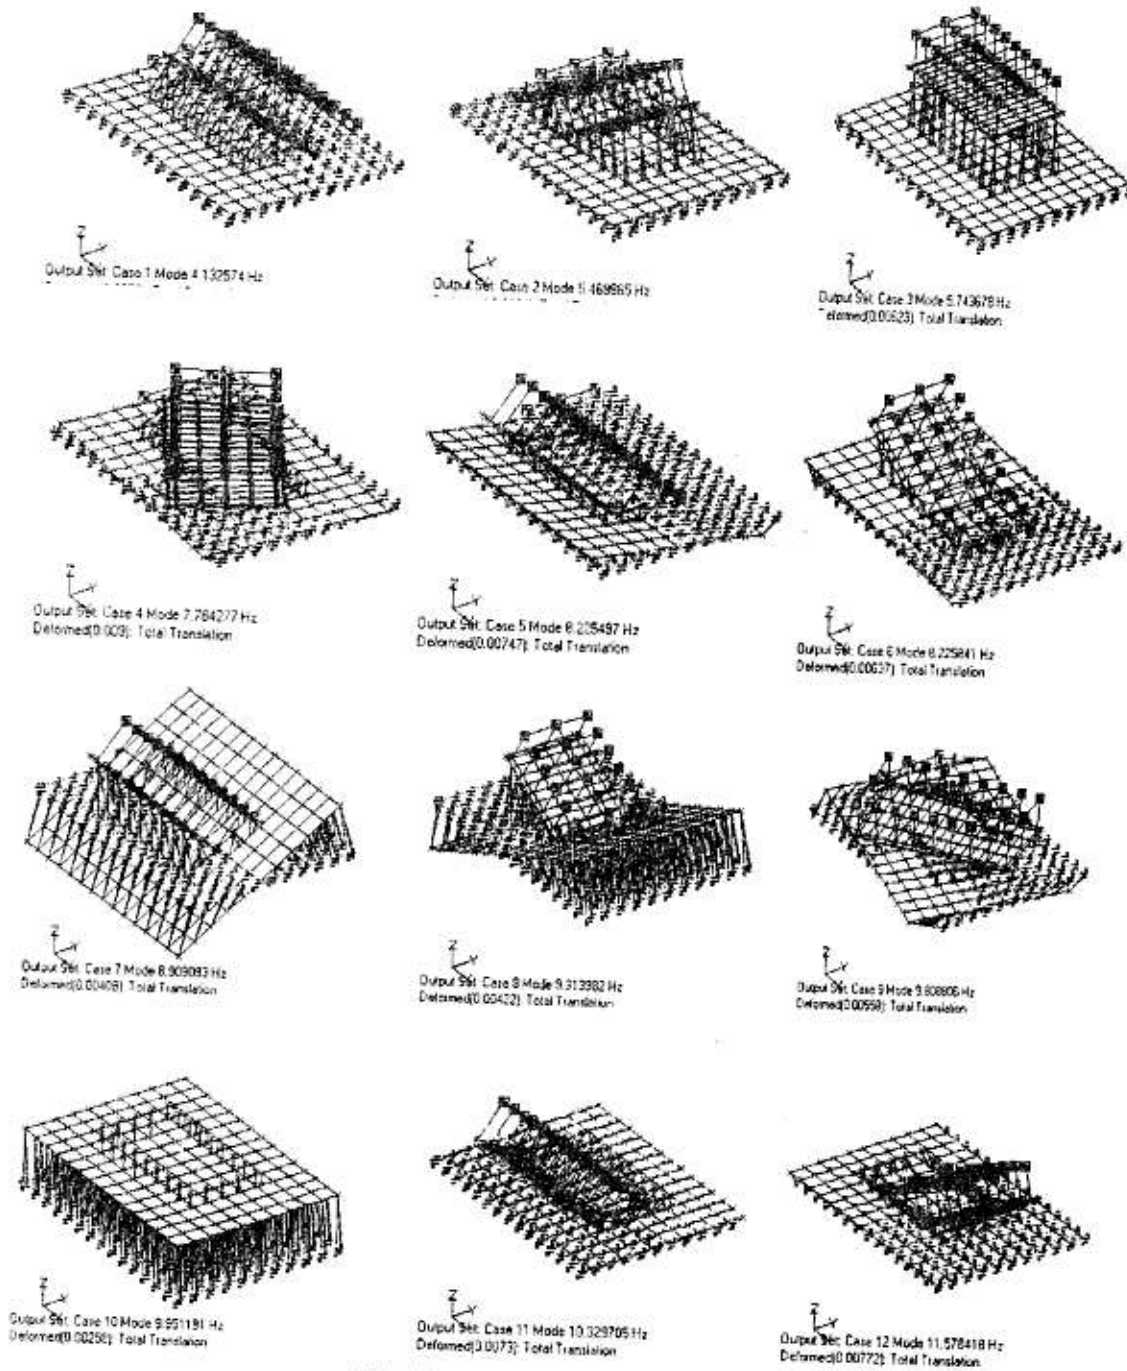 Z
Y
Output Set: Case 1 Mode 4.132574 Hz
Z
Output Set: Case 2 Mode 5.469965 Hz
Z
Y
Output Set: Case 3 Mode 5.743678 Hz
Deformed(0.00623): Total Translation
Z
Y
Output Set: Case 4 Mode 7.784277 Hz
Deformed(0.009): Total Translation
Z
Y
Output Set: Case 5 Mode 8.205497 Hz
Deformed(0.00747): Total Translation
Z
Y
Output Set: Case 6 Mode 8.225841 Hz
Deformed(0.00637): Total Translation
Z
Y
Output Set: Case 7 Mode 8.909093 Hz
Deformed(0.00408): Total Translation
Z
Y
Output Set: Case 8 Mode 9.313982 Hz
Deformed(0.00422): Total Translation
Z
Y
Output Set: Case 9 Mode Hz
Deformed(0.00558): Total Translation
Z
Y
Output Set: Case 10 Mode 9.951191 Hz
Deformed(0.00258): Total Translation
Z
Y
Output Set: Case 11 Mode 10.329705 Hz
Deformed(0.0073): Total Translation
Z
Y
Output Set: Case 12 Mode 11.578418 Hz
Deformed(0.00772): Total Translation